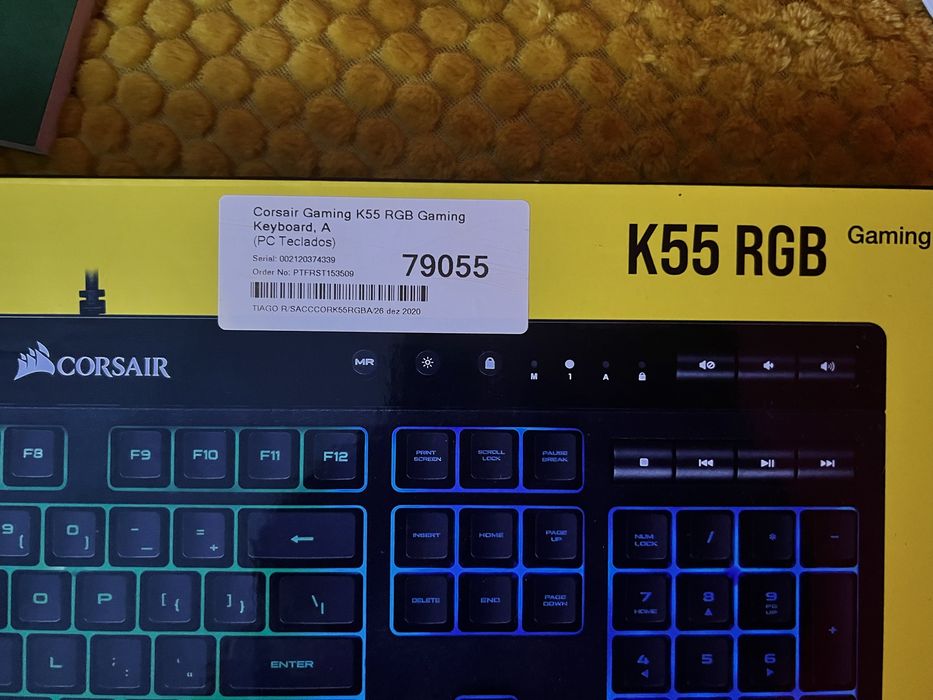 Corsair Gaming K55 RGB Gaming
Keyboard, A
(PC Teclados)
Serial: 002120374339
Order No: PTFRST153509
79055
TIAGO R/SACCCORK55RGBA/26 dez 2020
K55 RGB Gaming
CORSAIR
MR
M 1 A
F8 F9 F10 F11 F12
PRINT SCREEN
SCROLL LOCK
PAUSE BREAK
9 ( 0 ) - _ = +
INSERT HOME PAGE UP
NUM LOCK / * -
O P [ { ] } \ |
DELETE END PAGE DOWN
7 HOME 8 9 PG UP +
L ; : ' " ENTER
4 5 6